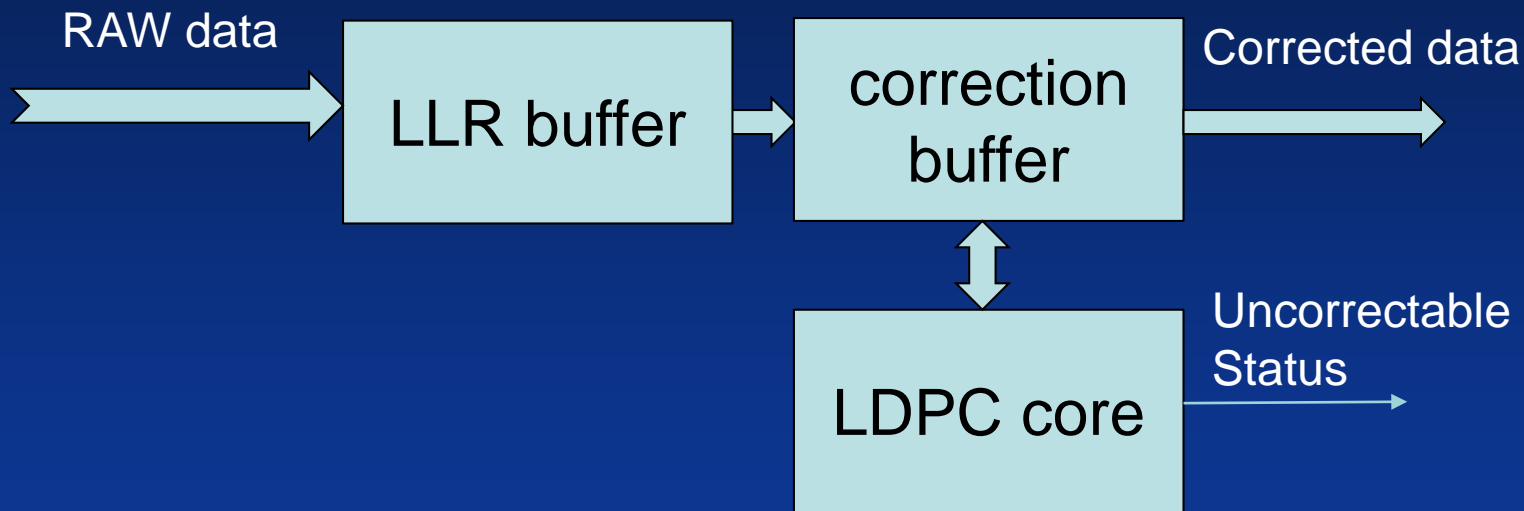 RAW data
LLR buffer
correction
buffer
Corrected data
LDPC core
Uncorrectable
Status